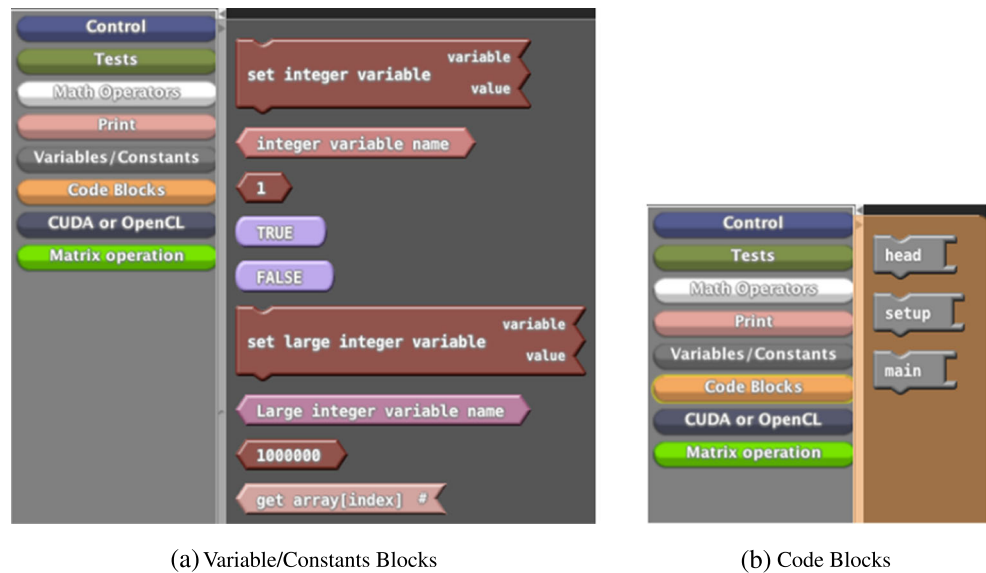 Control
Tests
Math Operators
Print
Variables/Constants
Code Blocks
CUDA or OpenCL
Matrix operation
variable
set integer variable
value
integer variable name
1
TRUE
FALSE
variable
set large integer variable
value
Large integer variable name
1000000
get array[index] #
(a) Variable/Constants Blocks
Control
Tests
Math Operators
Print
Variables/Constants
Code Blocks
CUDA or OpenCL
Matrix operation
head
setup
main
(b) Code Blocks